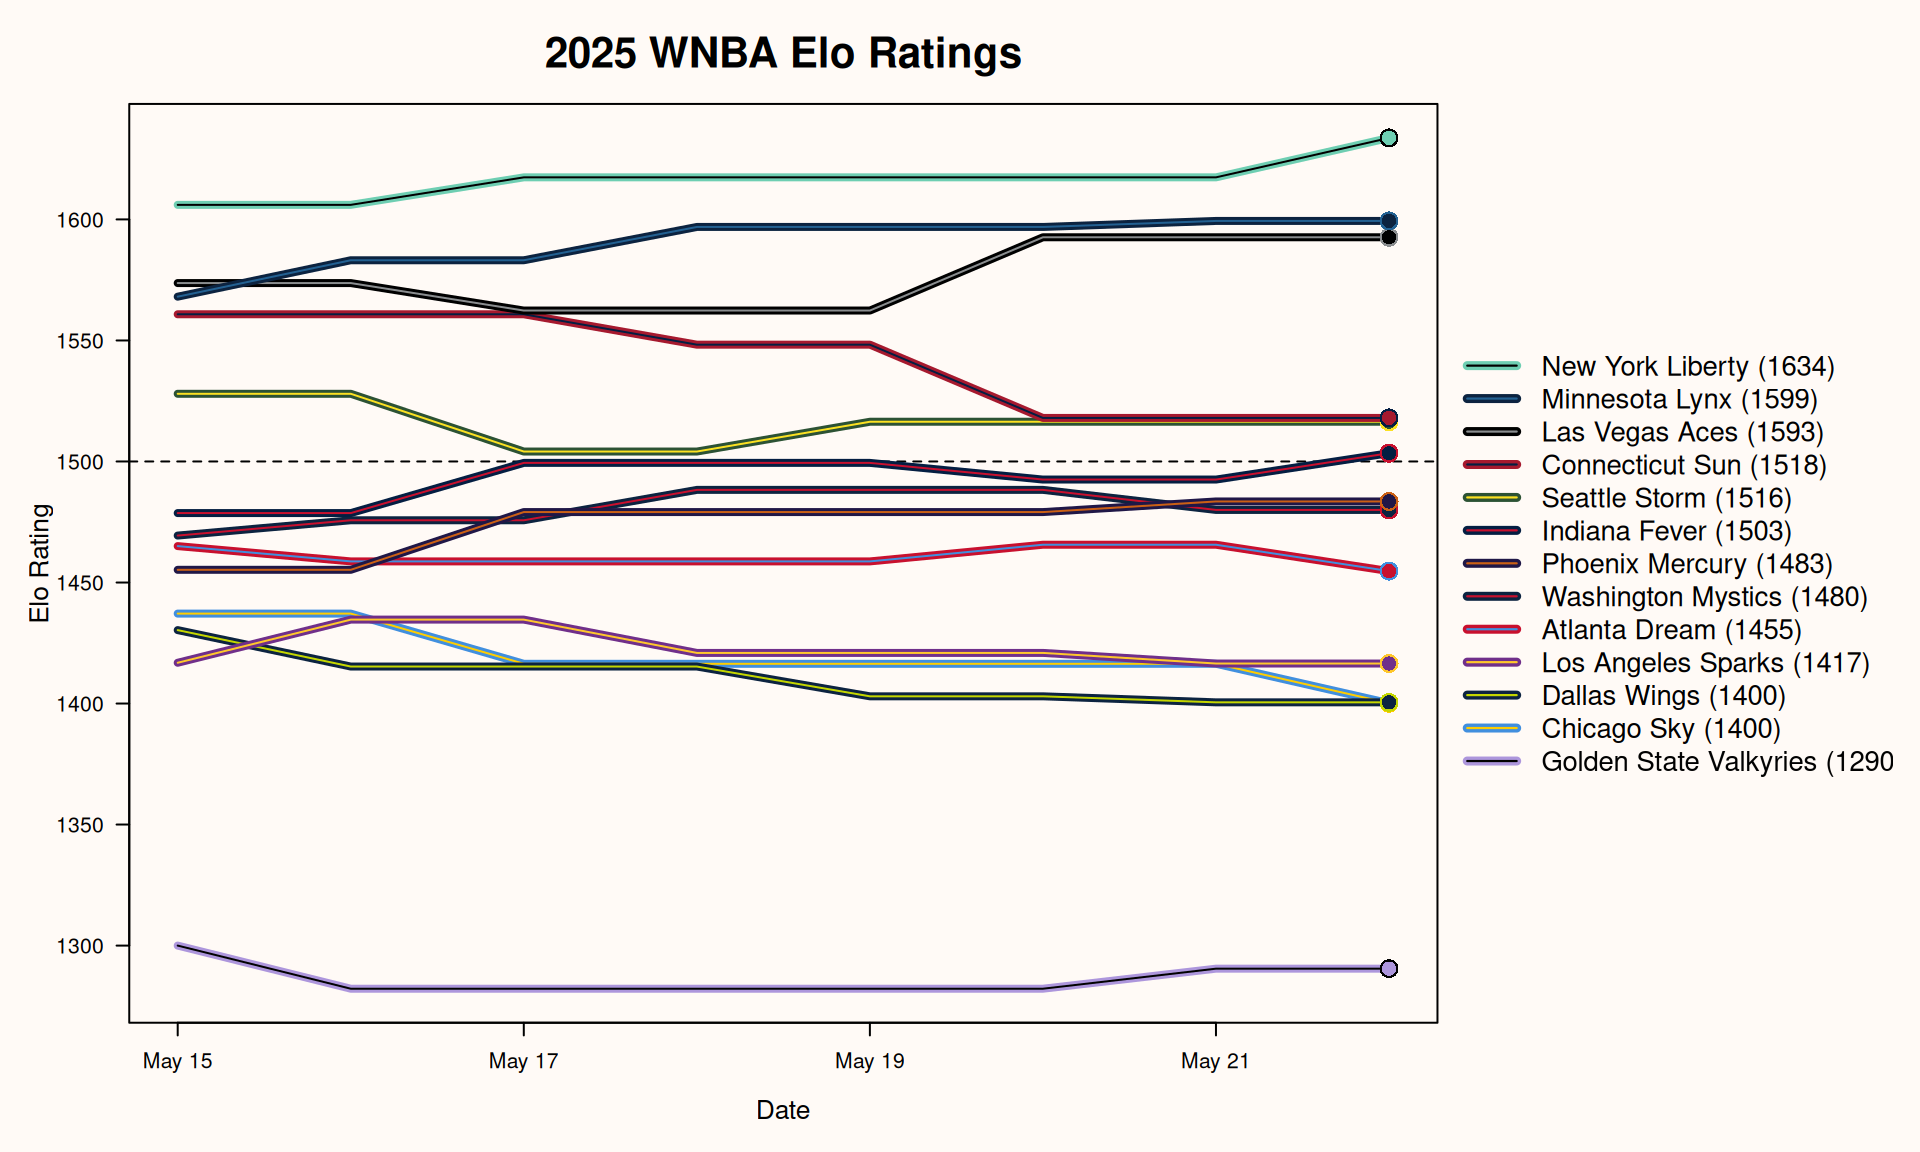 2025 WNBA Elo Ratings
Elo Rating
1600
1550
1500
1450
1400
1350
1300
May 15 May 17 May 19 May 21
Date
New York Liberty (1634)
Minnesota Lynx (1599)
Las Vegas Aces (1593)
Connecticut Sun (1518)
Seattle Storm (1516)
Indiana Fever (1503)
Phoenix Mercury (1483)
Washington Mystics (1480)
Atlanta Dream (1455)
Los Angeles Sparks (1417)
Dallas Wings (1400)
Chicago Sky (1400)
Golden State Valkyries (1290